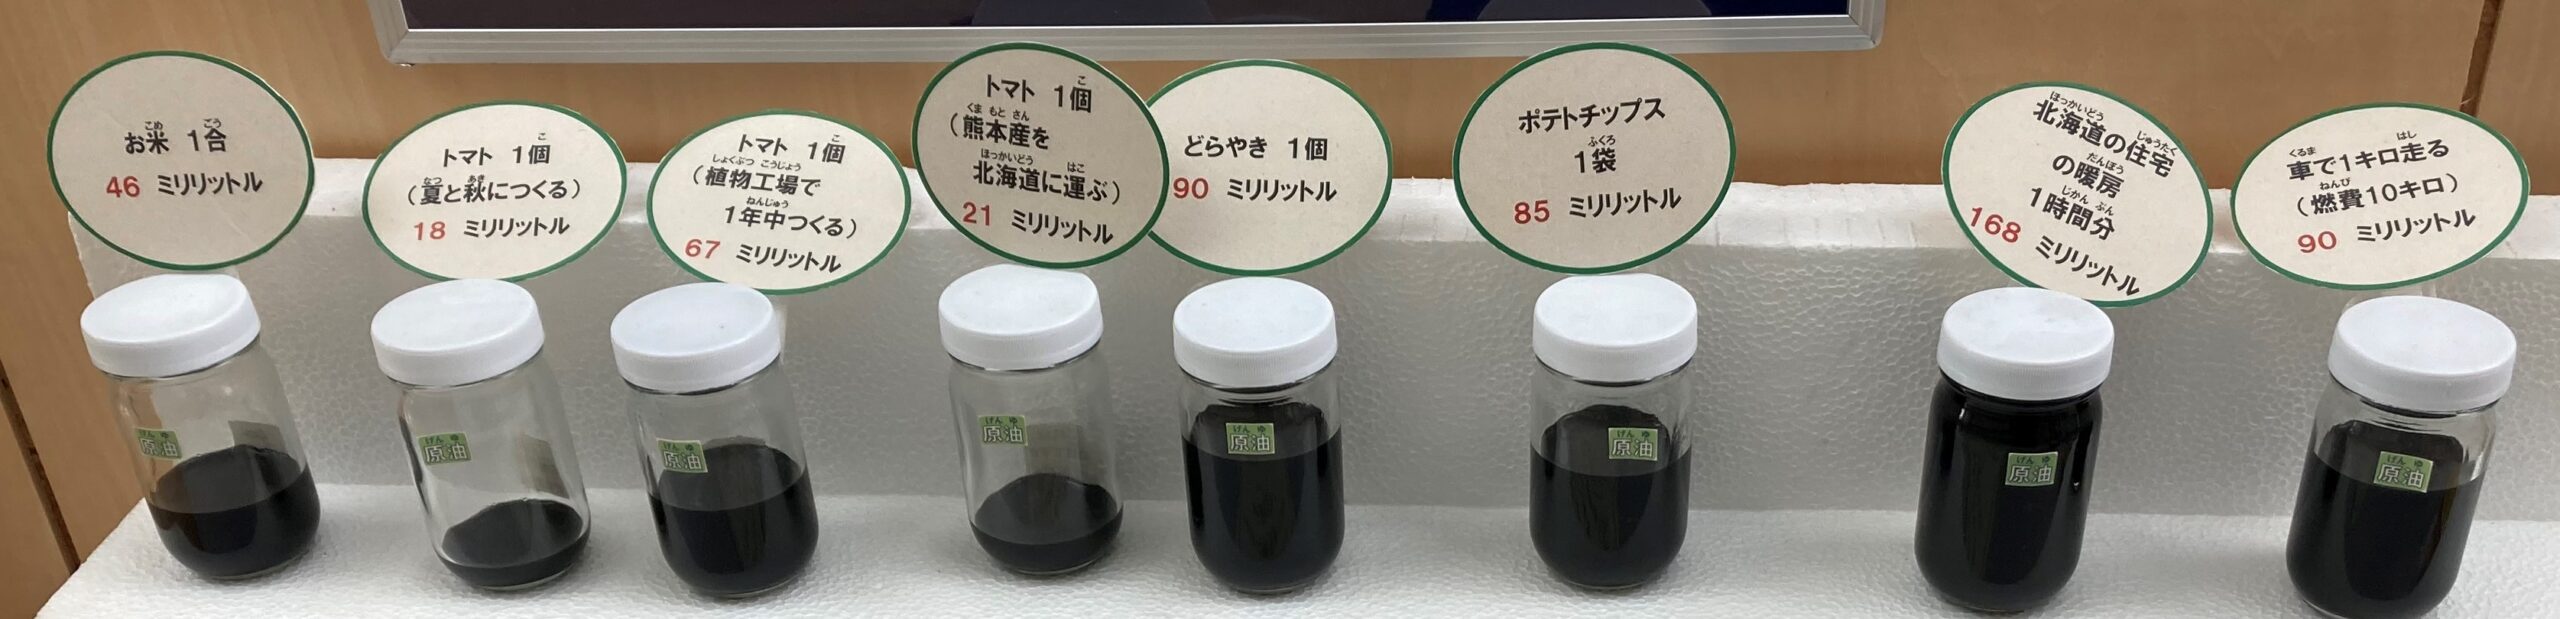 お米 1合
46 ミリリットル
トマト 1個
(夏と秋につくる)
18 ミリリットル
トマト 1個
(植物工場で
1年中つくる)
67 ミリリットル
トマト 1個
(熊本産を
北海道に運ぶ)
21 ミリリットル
どらやき 1個
90 ミリリットル
ポテトチップス
1袋
85 ミリリットル
北海道の住宅
の暖房
1時間分
168 ミリリットル
車で1キロ走る
(燃費10キロ)
90 ミリリットル
原油
原油
原油
原油
原油
原油
原油
原油